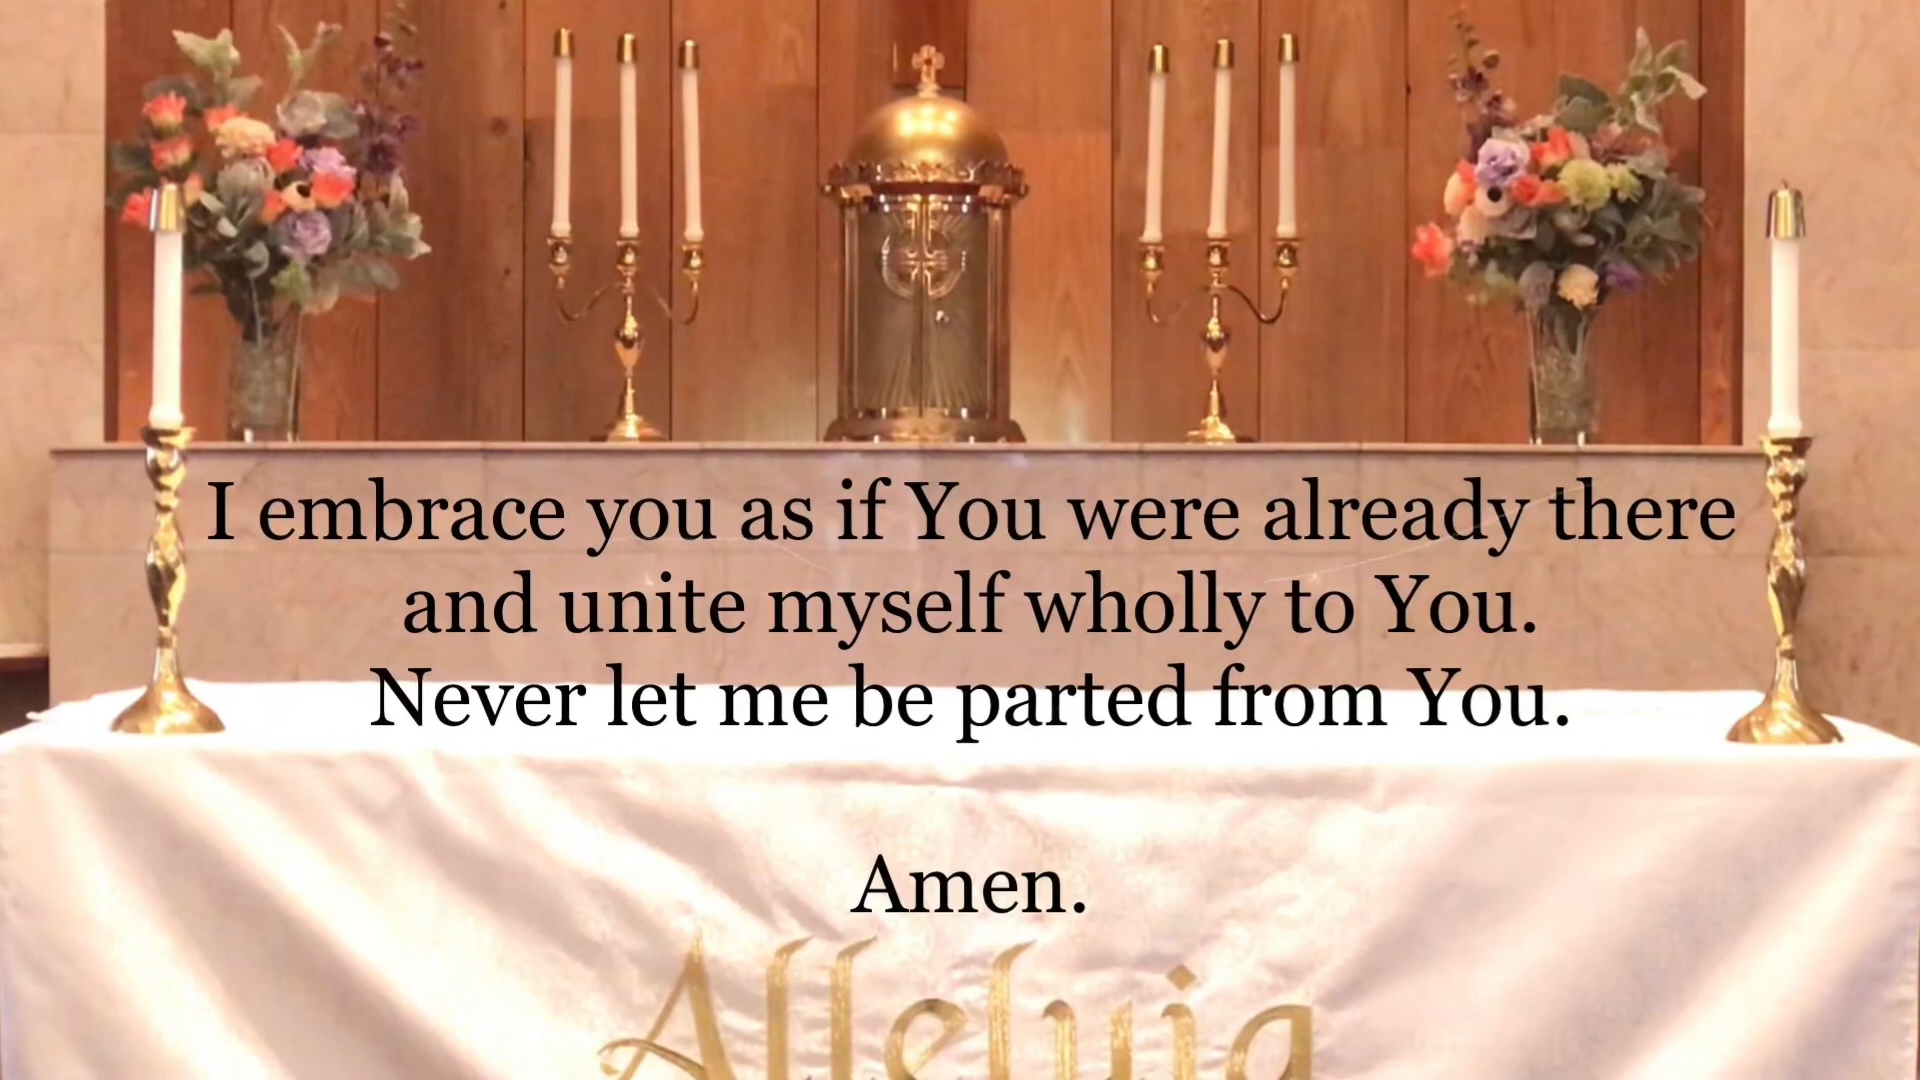 I embrace you as if You were already there
and unite myself wholly to You.
Never let me be parted from You.
Amen.
Alleluia